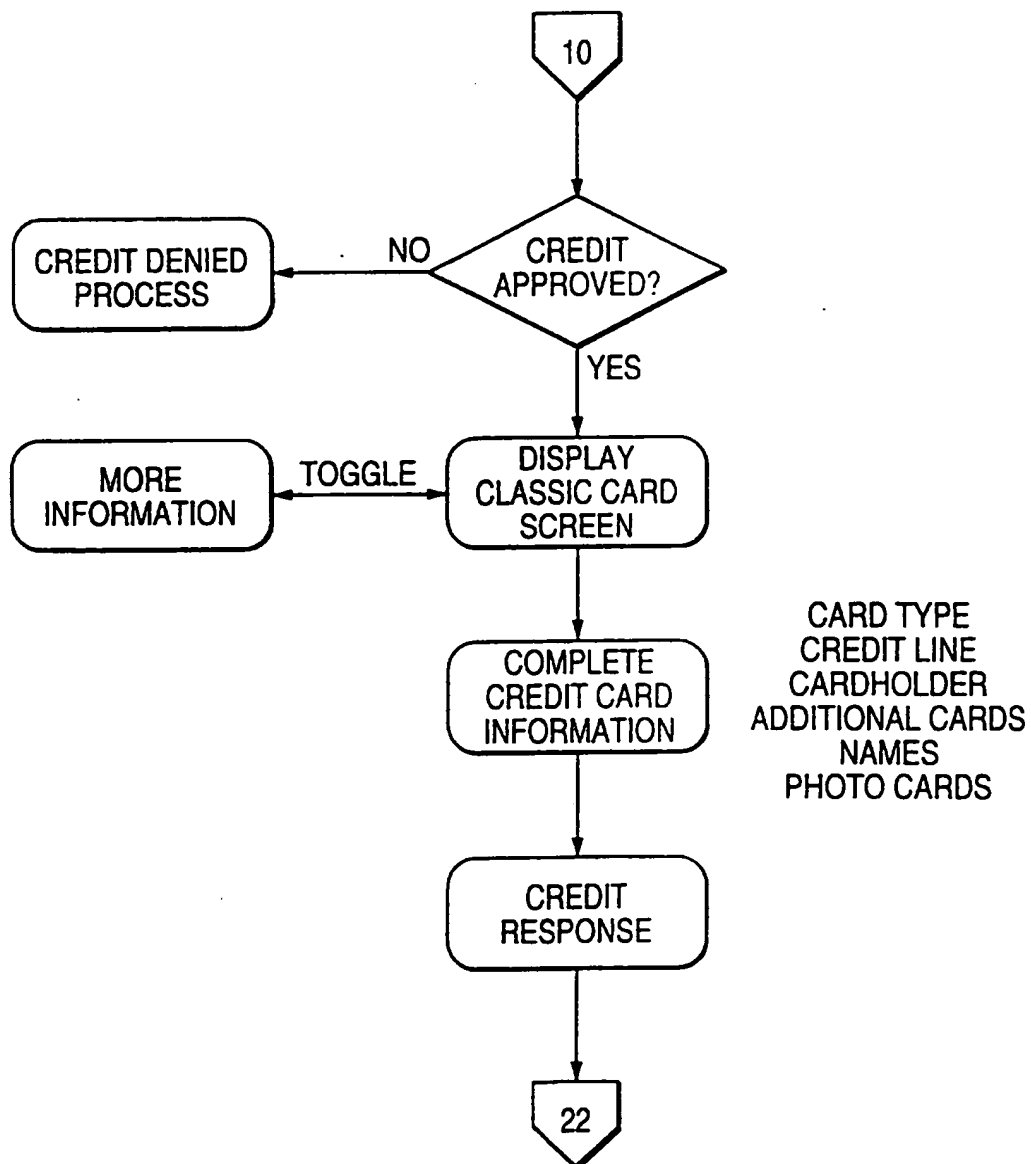 10
CREDIT
APPROVED?
NO
CREDIT DENIED
PROCESS
YES
DISPLAY
CLASSIC CARD
SCREEN
TOGGLE
MORE
INFORMATION
COMPLETE
CREDIT CARD
INFORMATION
CARD TYPE
CREDIT LINE
CARDHOLDER
ADDITIONAL CARDS
NAMES
PHOTO CARDS
CREDIT
RESPONSE
22